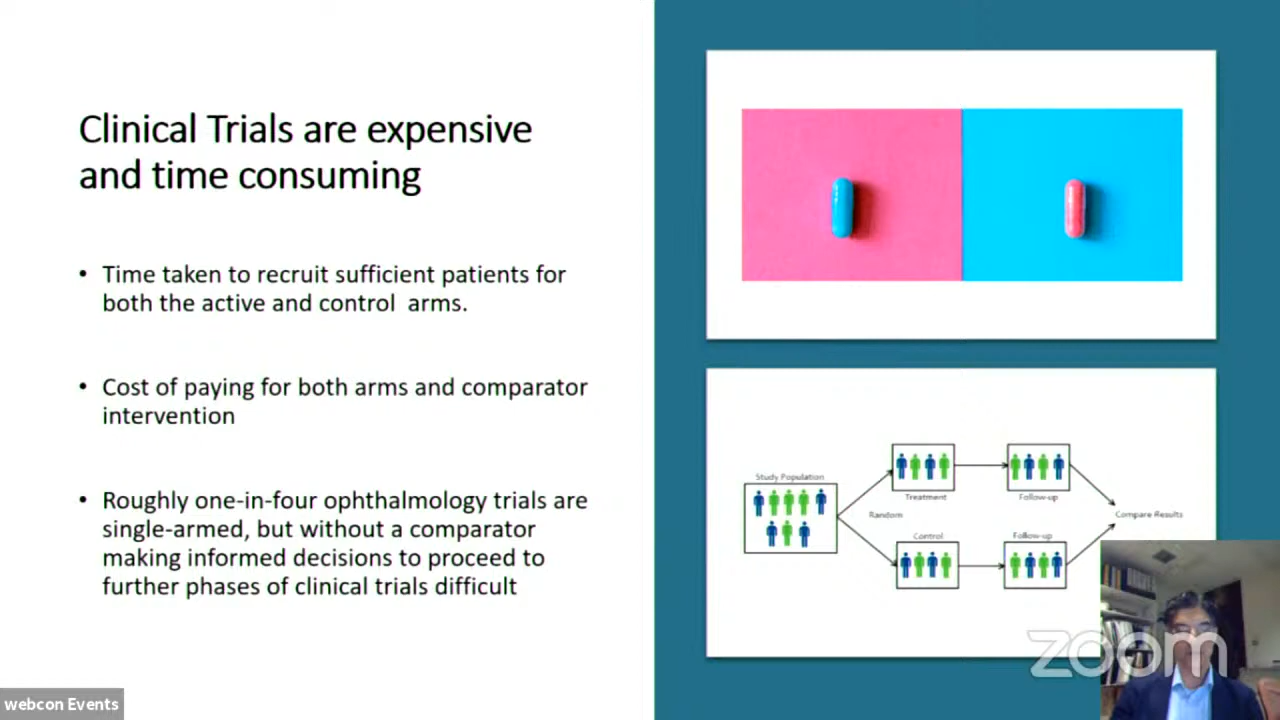 Clinical Trials are expensive
and time consuming
• Time taken to recruit sufficient patients for
both the active and control arms.
• Cost of paying for both arms and comparator
intervention
• Roughly one-in-four ophthalmology trials are
single-armed, but without a comparator
making informed decisions to proceed to
further phases of clinical trials difficult
Study Population
Random
Treatment
Follow-up
Control
Follow-up
Compare Results
zoom
webcon Events